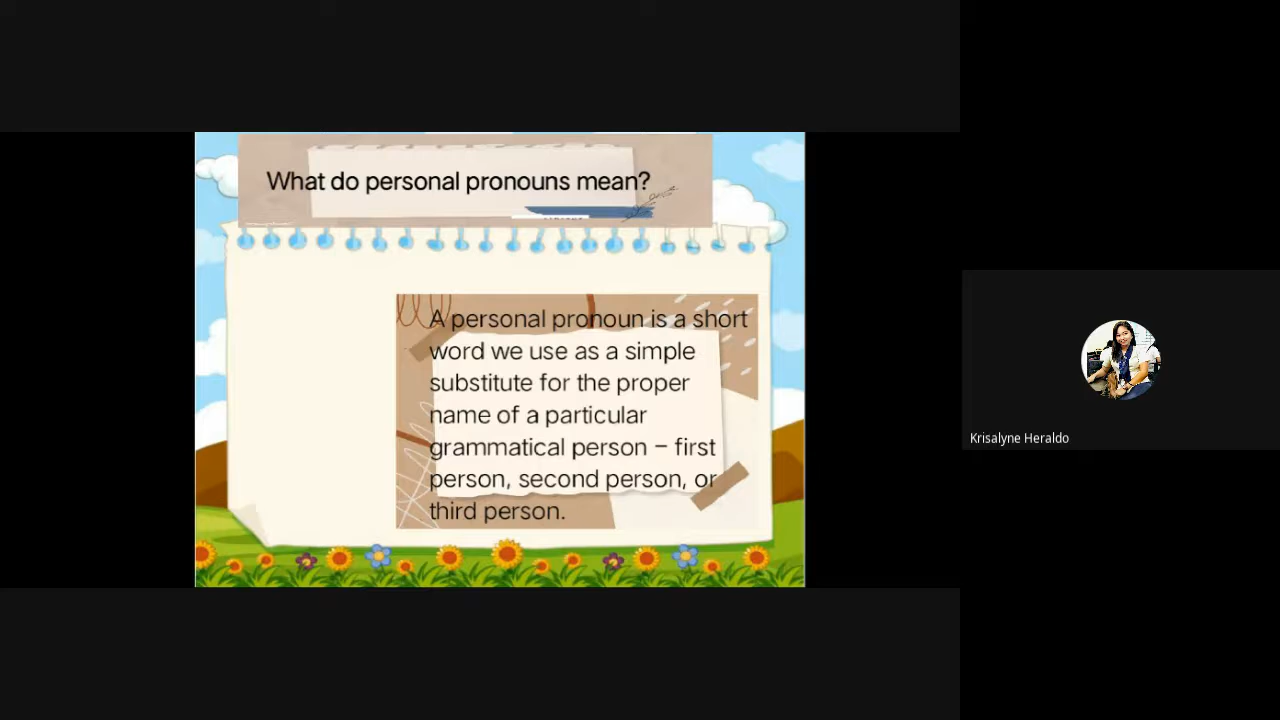 What do personal pronouns mean?
A personal pronoun is a short
word we use as a simple
substitute for the proper
name of a particular
grammatical person – first
person, second person, or
third person.
Krisalyne Heraldo